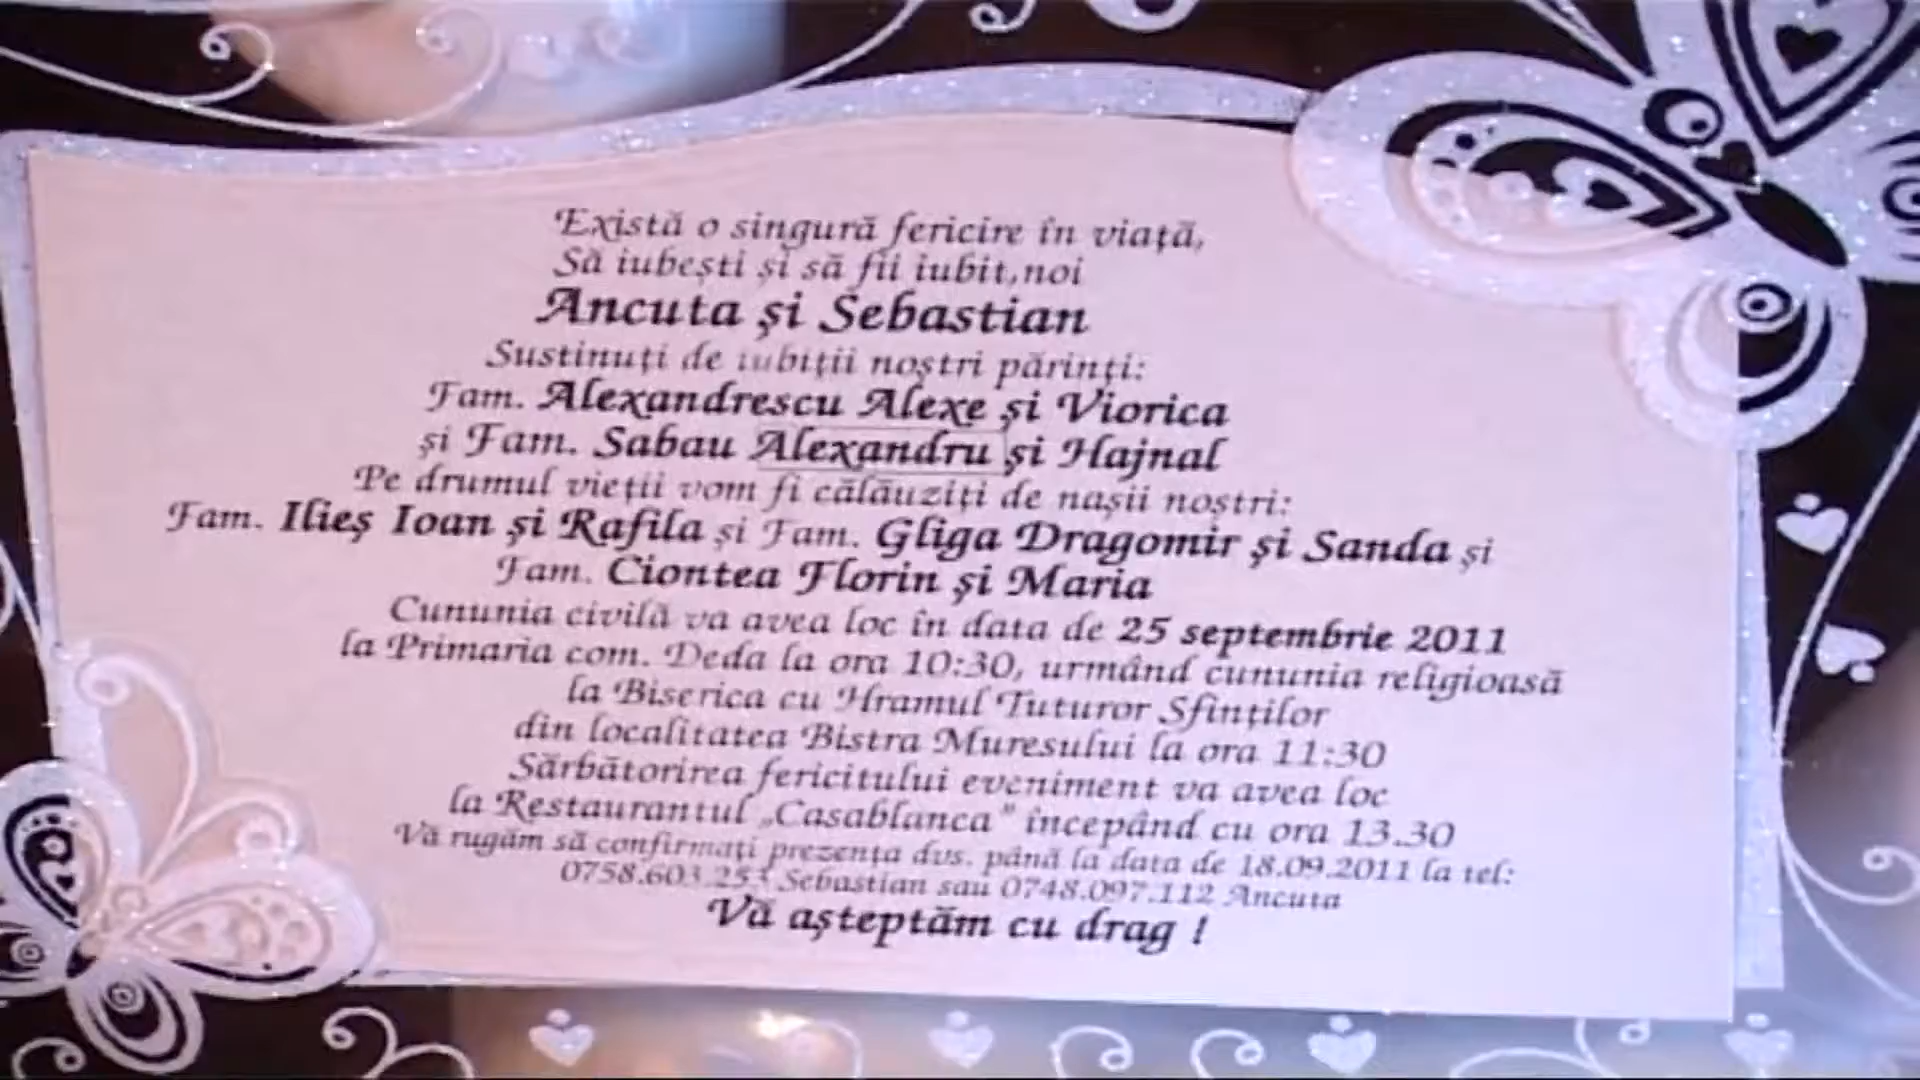 Există o singură fericire în viață,
Să iubești și să fii iubit,noi
Ancuta și Sebastian
Sustinuți de iubiții noștri părinți:
Fam. Alexandrescu Alexe și Viorica
și Fam. Sabau Alexandru și Hajnal
Pe drumul vieții vom fi călăuziți de nașii noștri:
Fam. Ilieș Ioan și Rafila și Fam. Gliga Dragomir și Sanda și
Fam. Ciontea Florin și Maria
Cununia civilă va avea loc în data de 25 septembrie 2011
la Primaria com. Deda la ora 10:30, urmând cununia religioasă
la Biserica cu Hramul Tuturor Sfinților
din localitatea Bistra Muresului la ora 11:30
Sărbătorirea fericitului eveniment va avea loc
la Restaurantul „Casablanca” începând cu ora 13.30
Vă rugăm să confirmați prezența dvs. până la data de 18.09.2011 la tel:
0758.603.253 Sebastian sau 0748.097.112 Ancuta
Vă așteptăm cu drag !